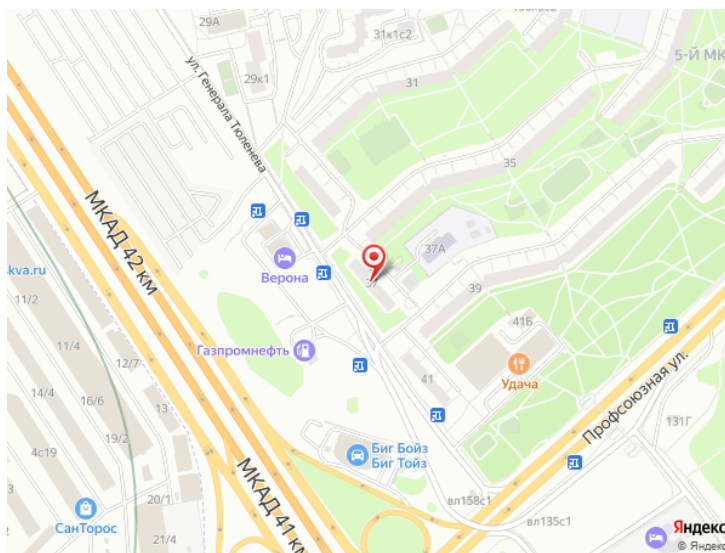 29А
31к1с2
5-Й МК
29к1
31
ул. Генерала Тюленева
35
МКАД 42 км
kva.ru
11/2
Верона
37А
37
39
41Б
11/4
12/7
Газпромнефть
Удача
41
14/4
16/6
13
Профсоюзная ул.
131Г
19/2
4с19
Биг Бойз
Биг Тойз
МКАД 41 км
20/1
СанТорос
вл158с1
вл135с1
21/4
Яндекс
© Яндекс